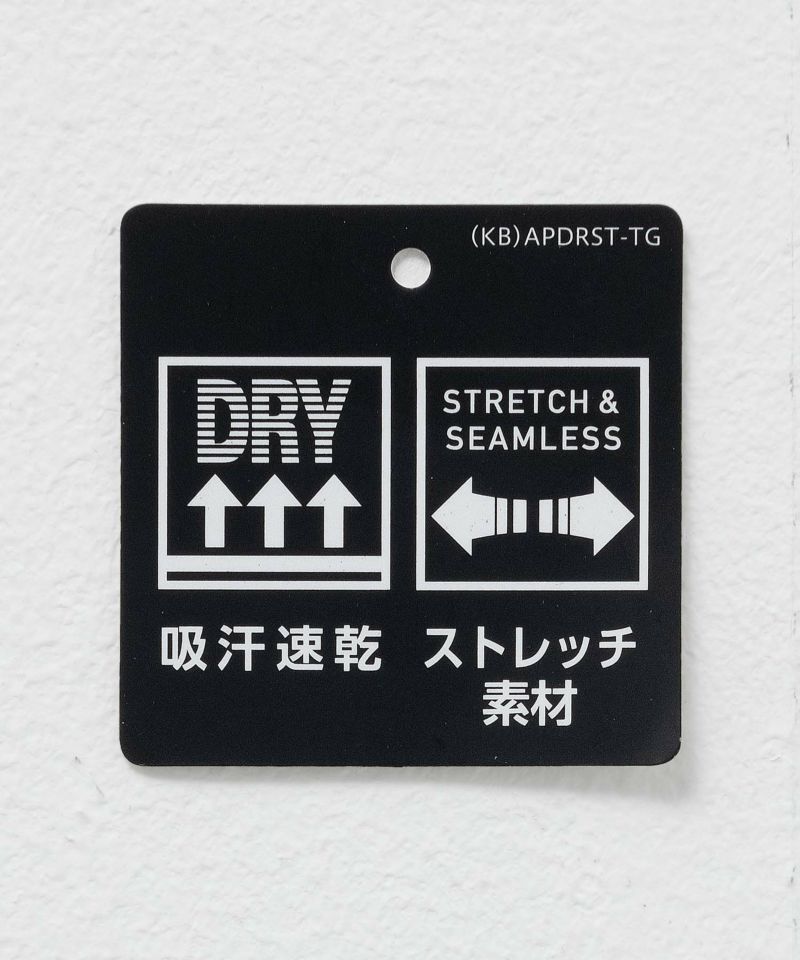 (KB)APDRST-TG
DRY
吸汗速乾
STRETCH &
SEAMLESS
ストレッチ
素材